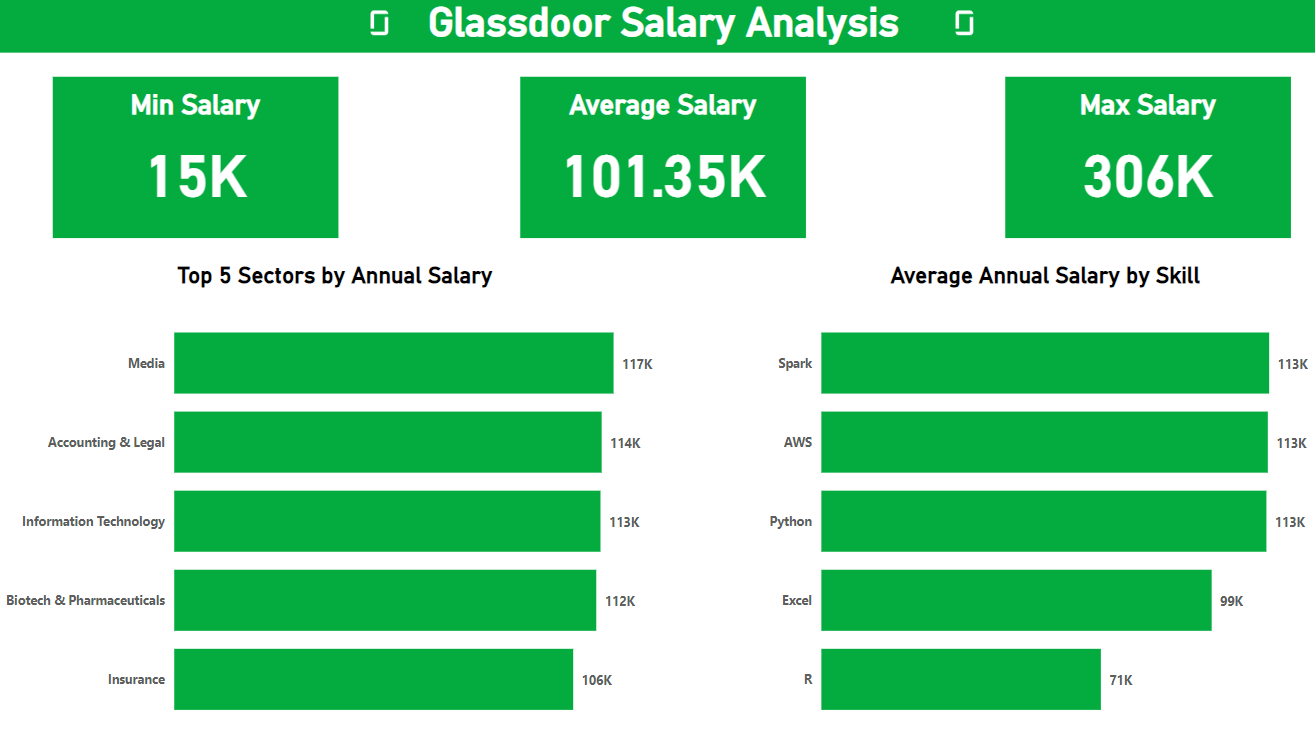 Glassdoor Salary Analysis
Min Salary
15K
Average Salary
101.35K
Max Salary
306K
Top 5 Sectors by Annual Salary
Media 117K
Accounting & Legal 114K
Information Technology 113K
Biotech & Pharmaceuticals 112K
Insurance 106K
Average Annual Salary by Skill
Spark 113K
AWS 113K
Python 113K
Excel 99K
R 71K